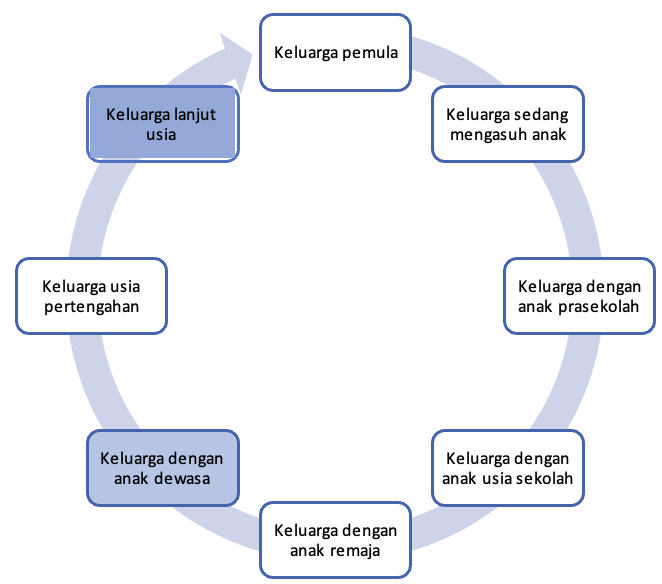 Keluarga pemula
Keluarga sedang
mengasuh anak
Keluarga dengan
anak prasekolah
Keluarga dengan
anak usia sekolah
Keluarga dengan
anak remaja
Keluarga dengan
anak dewasa
Keluarga usia
pertengahan
Keluarga lanjut
usia